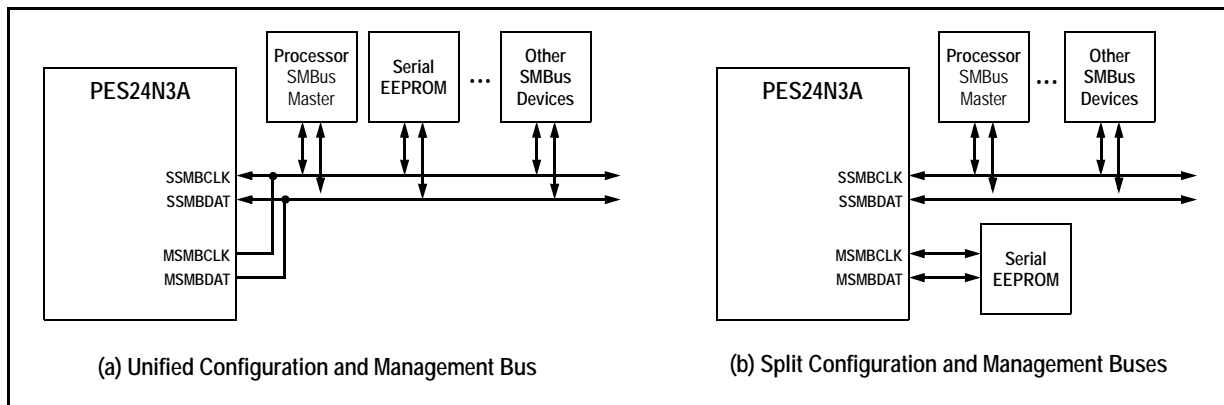 PES24N3A
Processor
SMBus
Master
Serial
EEPROM
...
Other
SMBus
Devices
SSMBCLK
SSMBDAT
MSMBCLK
MSMBDAT
(a) Unified Configuration and Management Bus
PES24N3A
Processor
SMBus
Master
...
Other
SMBus
Devices
SSMBCLK
SSMBDAT
MSMBCLK
MSMBDAT
Serial
EEPROM
(b) Split Configuration and Management Buses